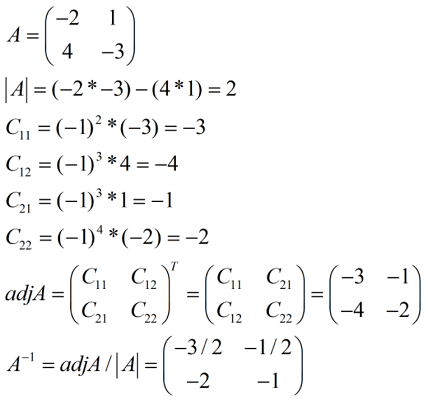 A = (−2 1
4 −3)
|A| = (−2 * −3) − (4 * 1) = 2
C₁₁ = (−1)² * (−3) = −3
C₁₂ = (−1)³ * 4 = −4
C₂₁ = (−1)³ * 1 = −1
C₂₂ = (−1)⁴ * (−2) = −2
adjA = (C₁₁ C₁₂
C₂₁ C₂₂)ᵀ = (C₁₁ C₂₁
C₁₂ C₂₂) = (−3 −1
−4 −2)
A⁻¹ = adjA / |A| = (−3/2 −1/2
−2 −1)